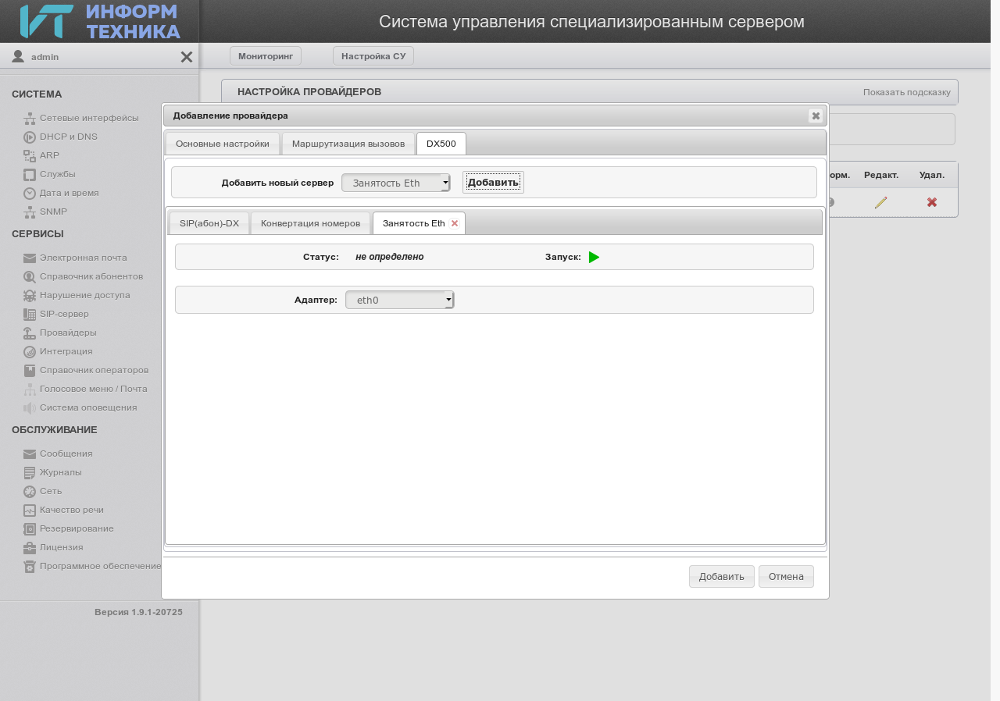 ИНФОРМ
ТЕХНИКА
Система управления специализированным сервером
admin
Мониторинг
Настройка СУ
СИСТЕМА
Сетевые интерфейсы
DHCP и DNS
ARP
Службы
Дата и время
SNMP
СЕРВИСЫ
Электронная почта
Справочник абонентов
Нарушение доступа
SIP-сервер
Провайдеры
Интеграция
Справочник операторов
Голосовое меню / Почта
Система оповещения
ОБСЛУЖИВАНИЕ
Сообщения
Журналы
Сеть
Качество речи
Резервирование
Лицензия
Программное обеспечение
Версия 1.9.1-20725
НАСТРОЙКА ПРОВАЙДЕРОВ
Показать подсказку
орм.
Редакт.
Удал.
Добавление провайдера
Основные настройки
Маршрутизация вызовов
DX500
Добавить новый сервер
Занятость Eth
Добавить
SIP(абон)-DX
Конвертация номеров
Занятость Eth
Статус:
не определено
Запуск:
Адаптер:
eth0
Добавить
Отмена